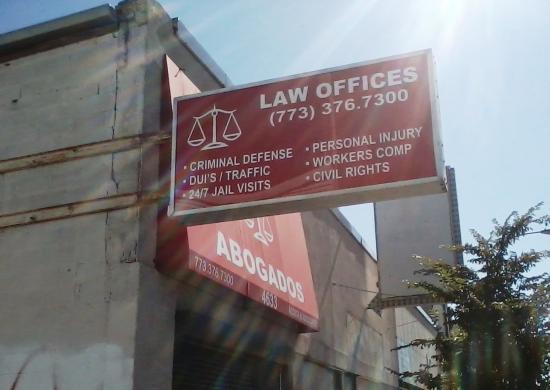 LAW OFFICES
(773) 376.7300
• CRIMINAL DEFENSE
• DUI'S / TRAFFIC
• 24/7 JAIL VISITS
• PERSONAL INJURY
• WORKERS COMP
• CIVIL RIGHTS
ABOGADOS
773 376.7300
4633